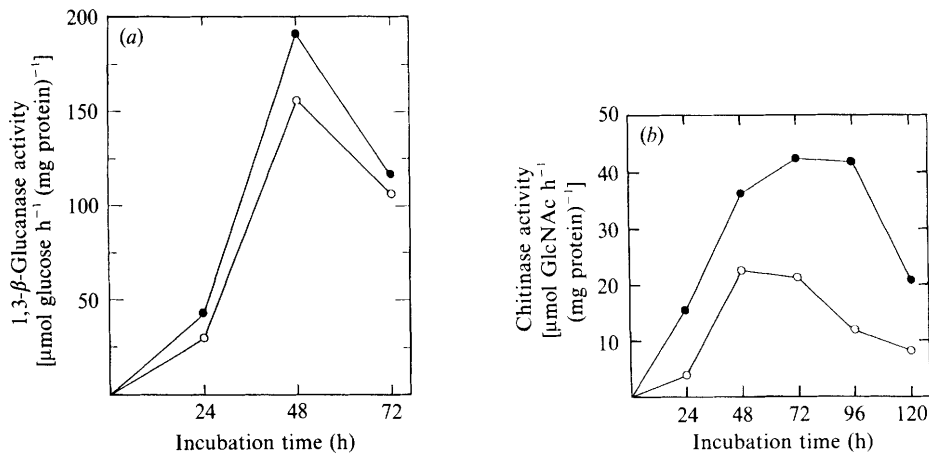 (a)
1,3-β-Glucanase activity
[μmol glucose h⁻¹ (mg protein)⁻¹]
200
150
100
50
24 48 72
Incubation time (h)
(b)
Chitinase activity
[μmol GlcNAc h⁻¹
(mg protein)⁻¹]
50
40
30
20
10
24 48 72 96 120
Incubation time (h)